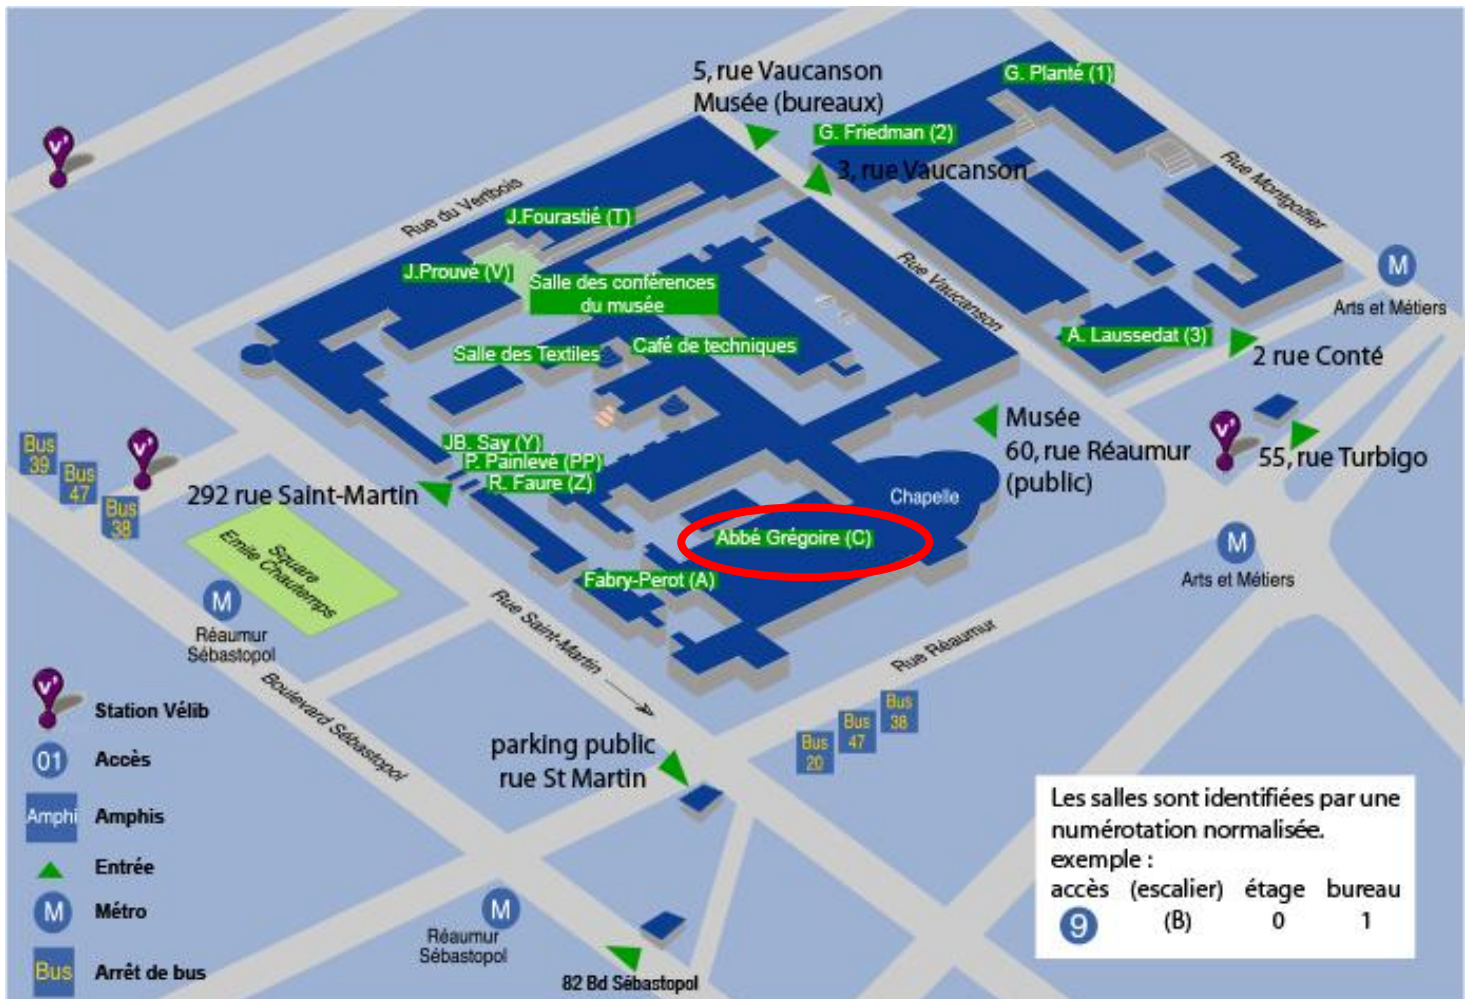 5, rue Vaucanson
Musée (bureaux)
G. Planté (1)
G. Friedman (2)
3, rue Vaucanson
Rue Montgolfier
Rue du Vertbois
J.Fourastié (T)
J.Prouvé (V)
Salle des conférences
du musée
Rue Vaucanson
M
Arts et Métiers
Salle des Textiles
Café de techniques
A. Laussedat (3)
2 rue Conté
Musée
60, rue Réaumur
(public)
55, rue Turbigo
Bus
39
Bus
47
Bus
38
JB. Say (Y)
P. Painlevé (PP)
R. Faure (Z)
292 rue Saint-Martin
Chapelle
Abbé Grégoire (C)
Fabry-Perot (A)
M
Arts et Métiers
Square
Emile Chautemps
M
Réaumur
Sébastopol
Rue Saint-Martin
Rue Réaumur
Boulevard Sébastopol
Bus
20
Bus
47
Bus
38
parking public
rue St Martin
V'
V'
V'
V'
Station Vélib
01
Accès
Amphi
Amphis
Entrée
M
Métro
Bus
Arrêt de bus
M
Réaumur
Sébastopol
82 Bd Sébastopol
Les salles sont identifiées par une
numérotation normalisée.
exemple :
accès (escalier) étage bureau
9 (B) 0 1